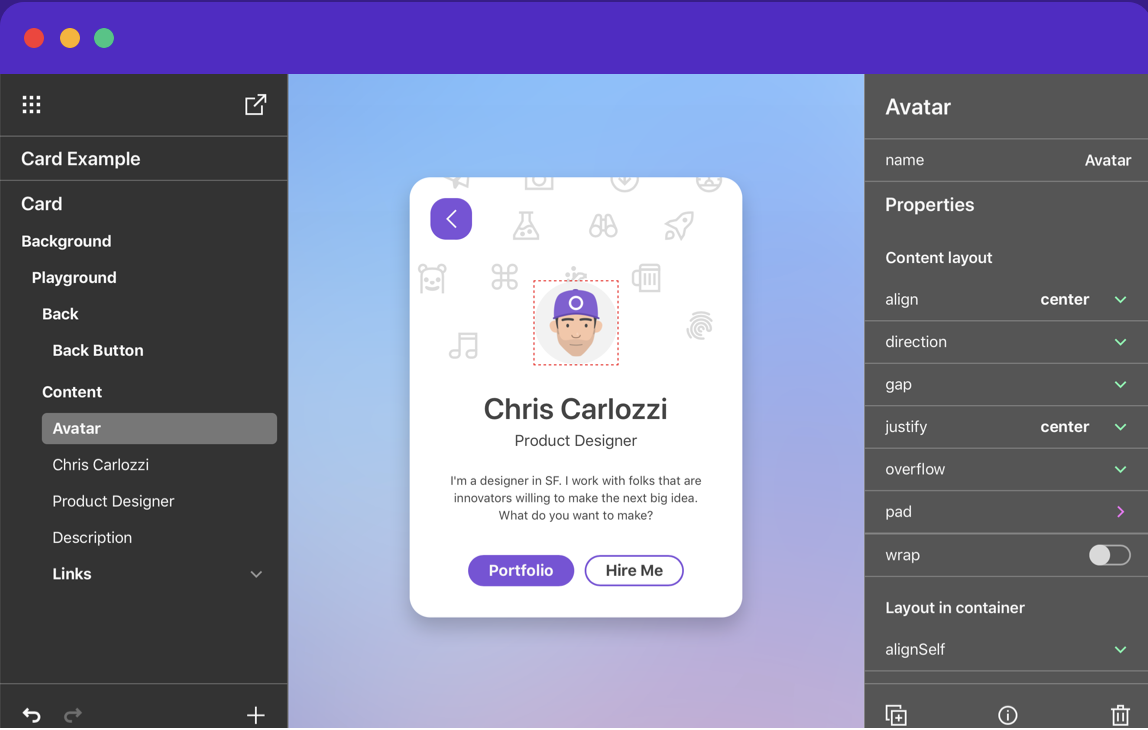 Card Example
Card
Background
Playground
Back
Back Button
Content
Avatar
Chris Carlozzi
Product Designer
Description
Links
Chris Carlozzi
Product Designer
I'm a designer in SF. I work with folks that are
innovators willing to make the next big idea.
What do you want to make?
Portfolio Hire Me
Avatar
name Avatar
Properties
Content layout
align center
direction
gap
justify center
overflow
pad
wrap
Layout in container
alignSelf